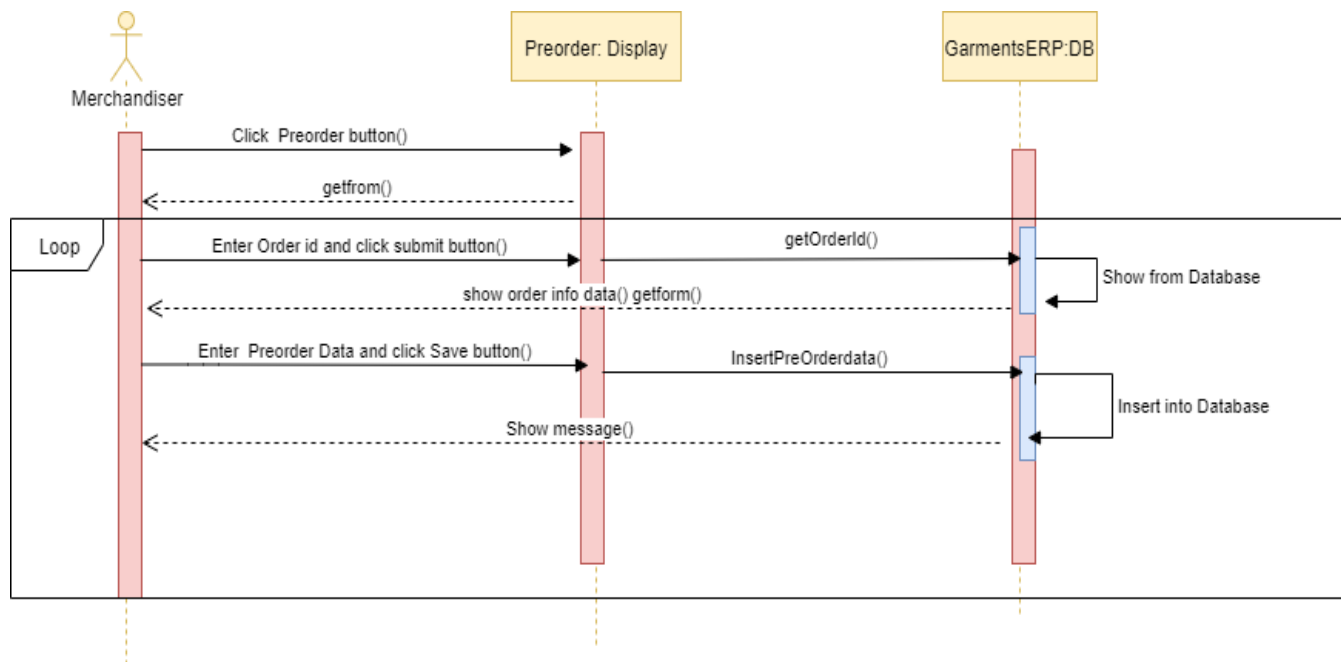 Preorder: Display
GarmentsERP:DB
Merchandiser
Click Preorder button()
getfrom()
Loop
Enter Order id and click submit button()
getOrderId()
Show from Database
show order info data() getform()
Enter Preorder Data and click Save button()
InsertPreOrderdata()
Insert into Database
Show message()